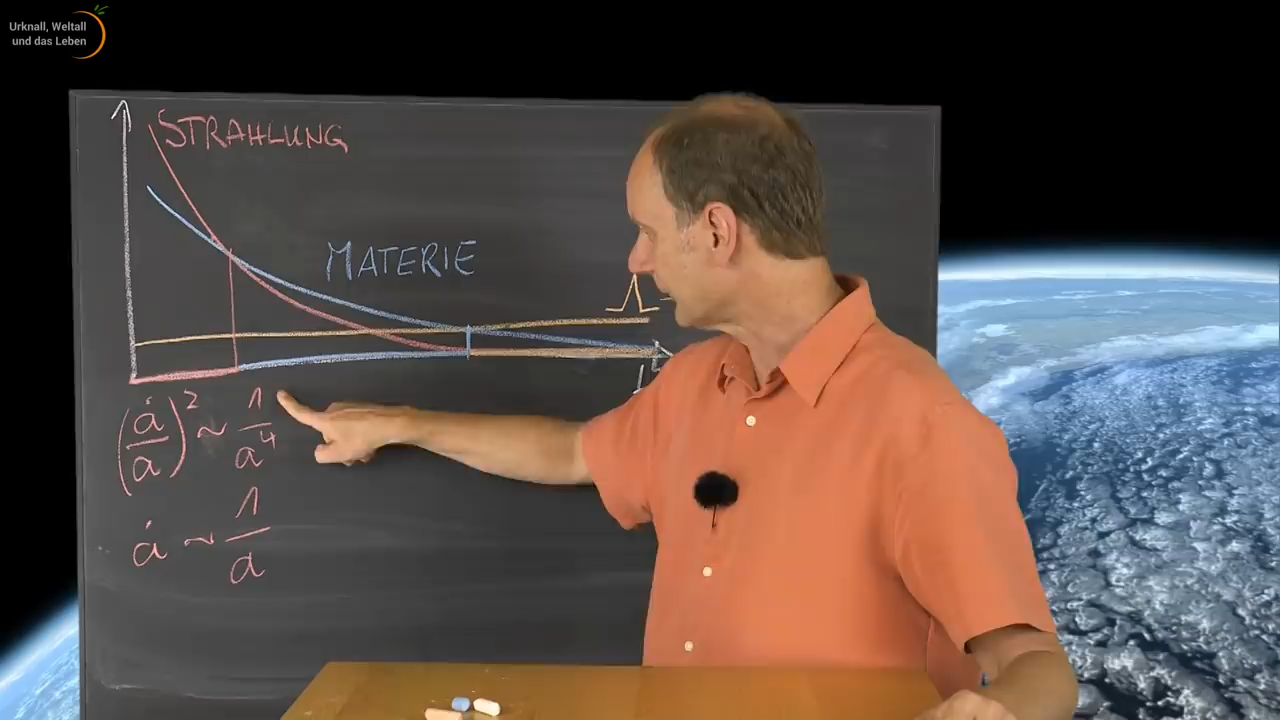 Urknall, Weltall
und das Leben
STRAHLUNG
MATERIE
Λ
(ȧ/a)² ~ 1/a⁴
ȧ ~ 1/a